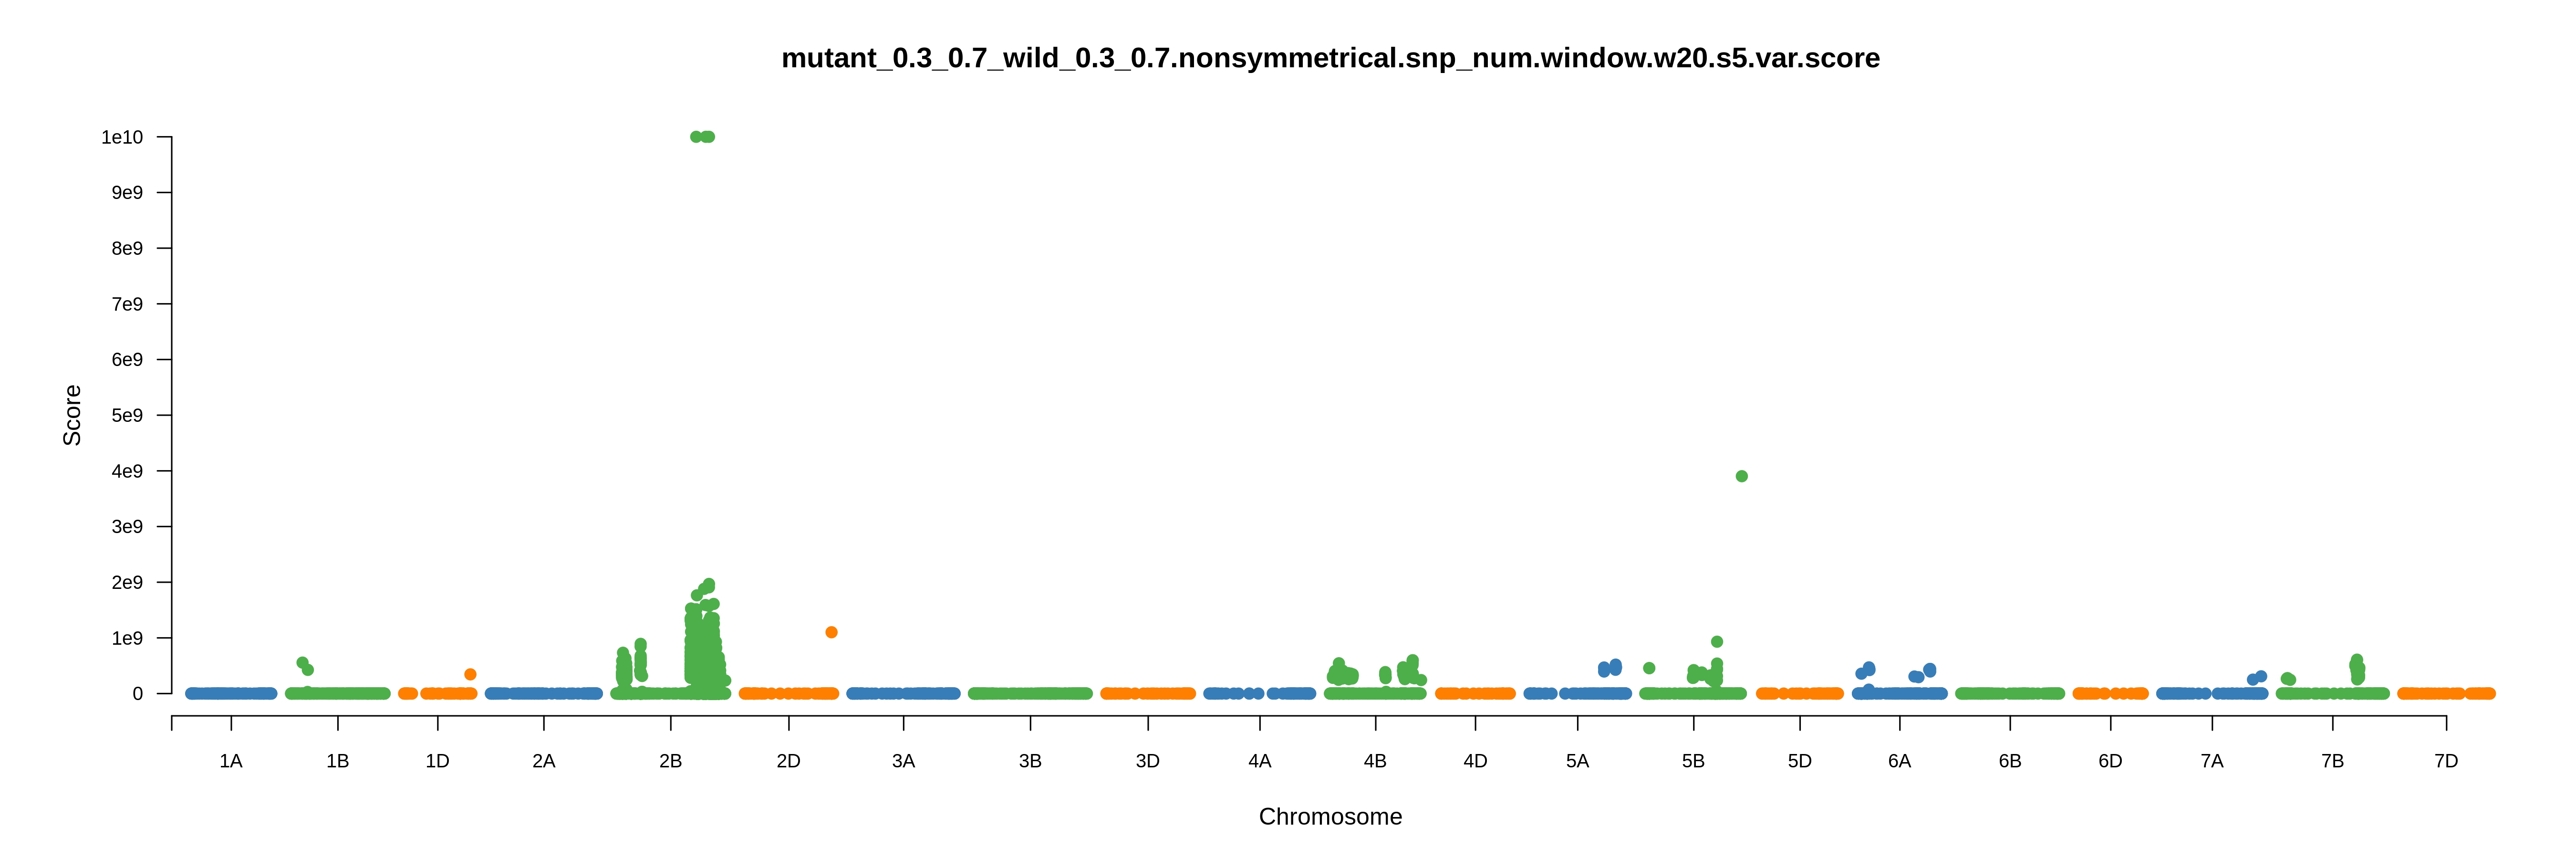 mutant_0.3_0.7_wild_0.3_0.7.nonsymmetrical.snp_num.window.w20.s5.var.score
1e10
9e9
8e9
7e9
6e9
5e9
4e9
3e9
2e9
1e9
0
Score
1A 1B 1D 2A 2B 2D 3A 3B 3D 4A 4B 4D 5A 5B 5D 6A 6B 6D 7A 7B 7D
Chromosome